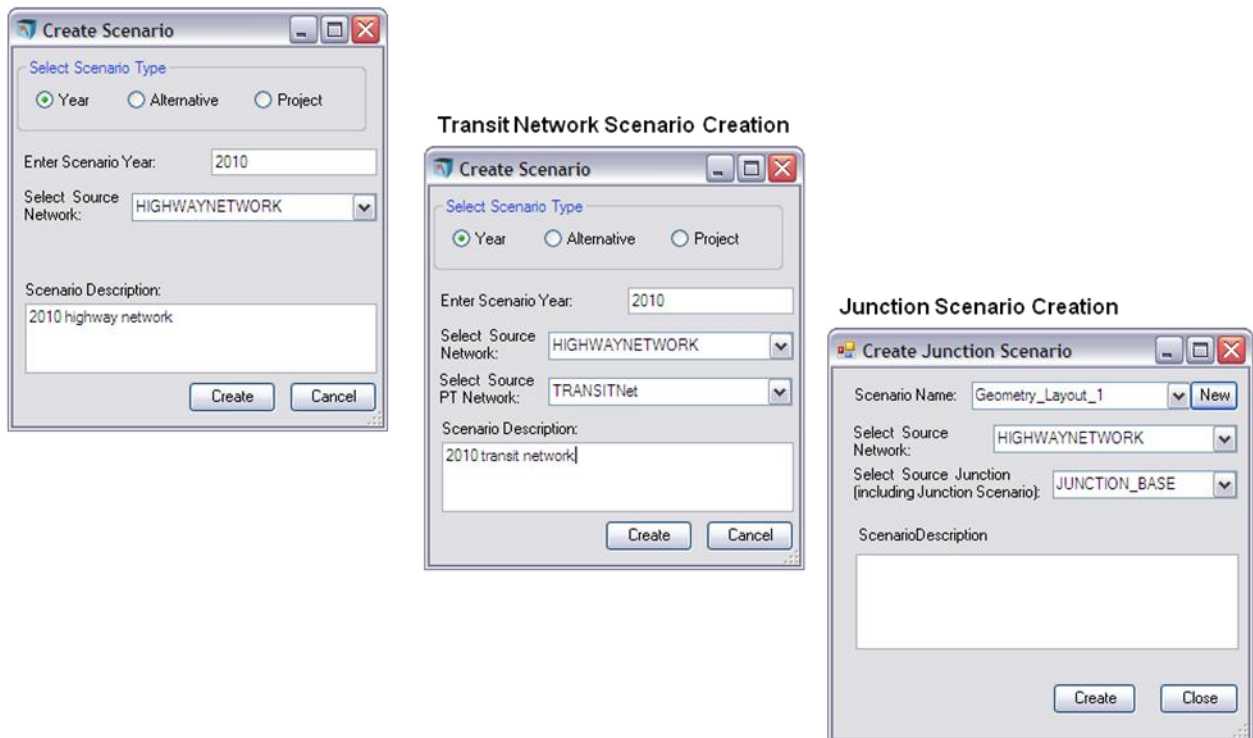 Create Scenario
Select Scenario Type
Year Alternative Project
Enter Scenario Year: 2010
Select Source
Network: HIGHWAYNETWORK
Scenario Description:
2010 highway network
Create Cancel
Transit Network Scenario Creation
Create Scenario
Select Scenario Type
Year Alternative Project
Enter Scenario Year: 2010
Select Source
Network: HIGHWAYNETWORK
Select Source
PT Network: TRANSITNet
Scenario Description:
2010 transit network
Create Cancel
Junction Scenario Creation
Create Junction Scenario
Scenario Name: Geometry_Layout_1 New
Select Source
Network: HIGHWAYNETWORK
Select Source Junction
(including Junction Scenario): JUNCTION_BASE
ScenarioDescription
Create Close